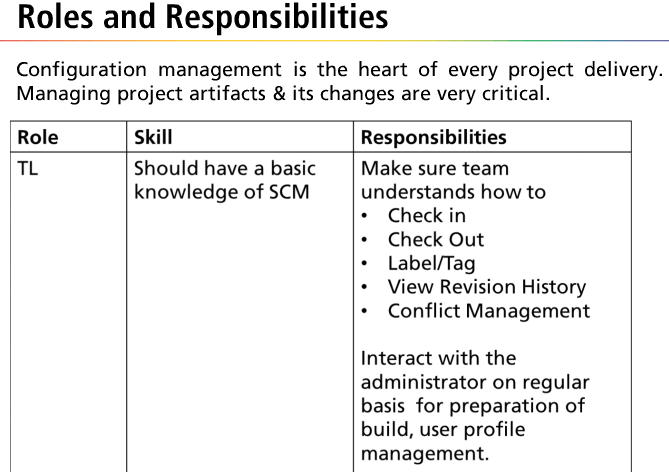 Roles and Responsibilities
Configuration management is the heart of every project delivery.
Managing project artifacts & its changes are very critical.
Role Skill Responsibilities
TL Should have a basic Make sure team
knowledge of SCM understands how to
• Check in
• Check Out
• Label/Tag
• View Revision History
• Conflict Management
Interact with the
administrator on regular
basis for preparation of
build, user profile
management.